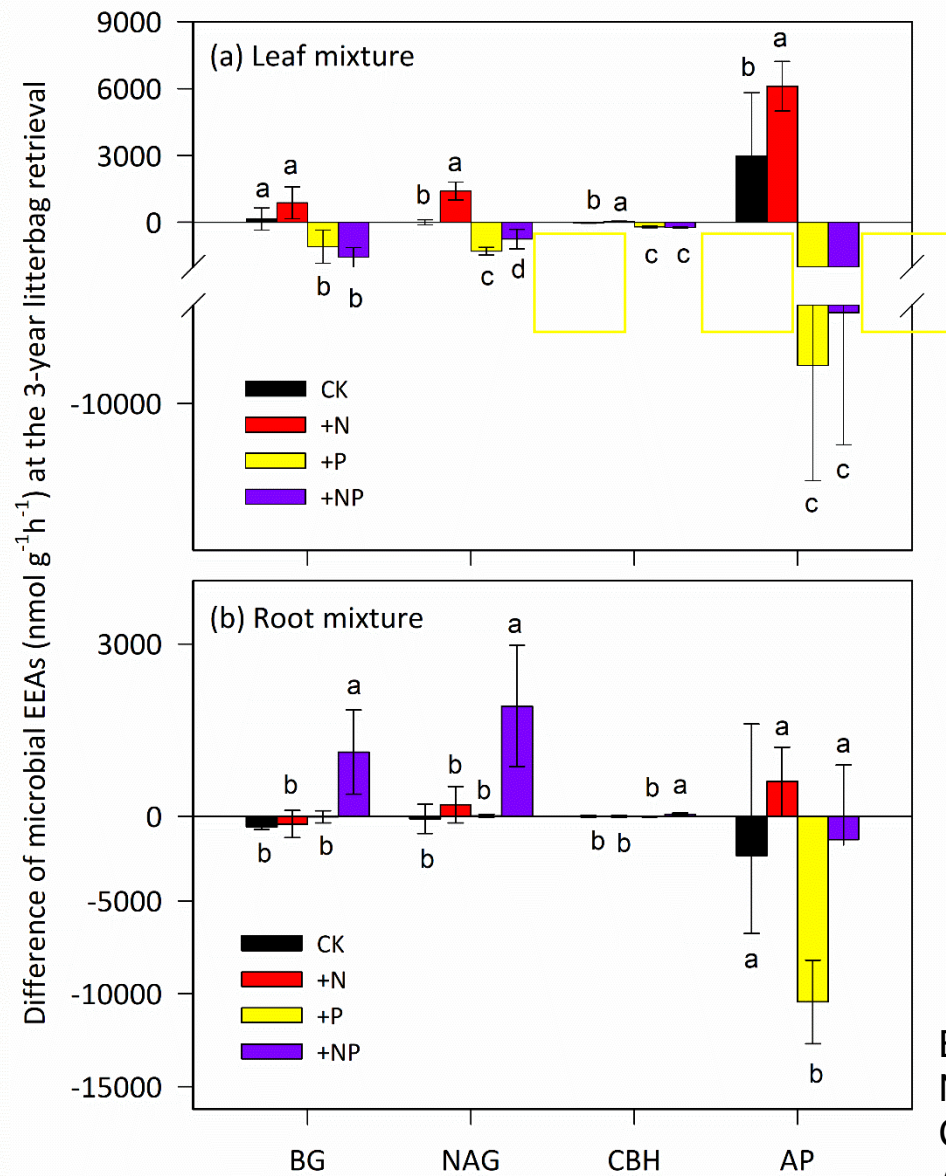 Difference of microbial EEAs (nmol g⁻¹h⁻¹) at the 3-year litterbag retrieval
9000
6000
3000
0
-10000
(a) Leaf mixture
a a b b
b a c d
b a c c
b a c c
CK
+N
+P
+NP
3000
0
-5000
-10000
-15000
(b) Root mixture
b b b a
b b b a
b b b a
a a b a
CK
+N
+P
+NP
BG NAG CBH AP